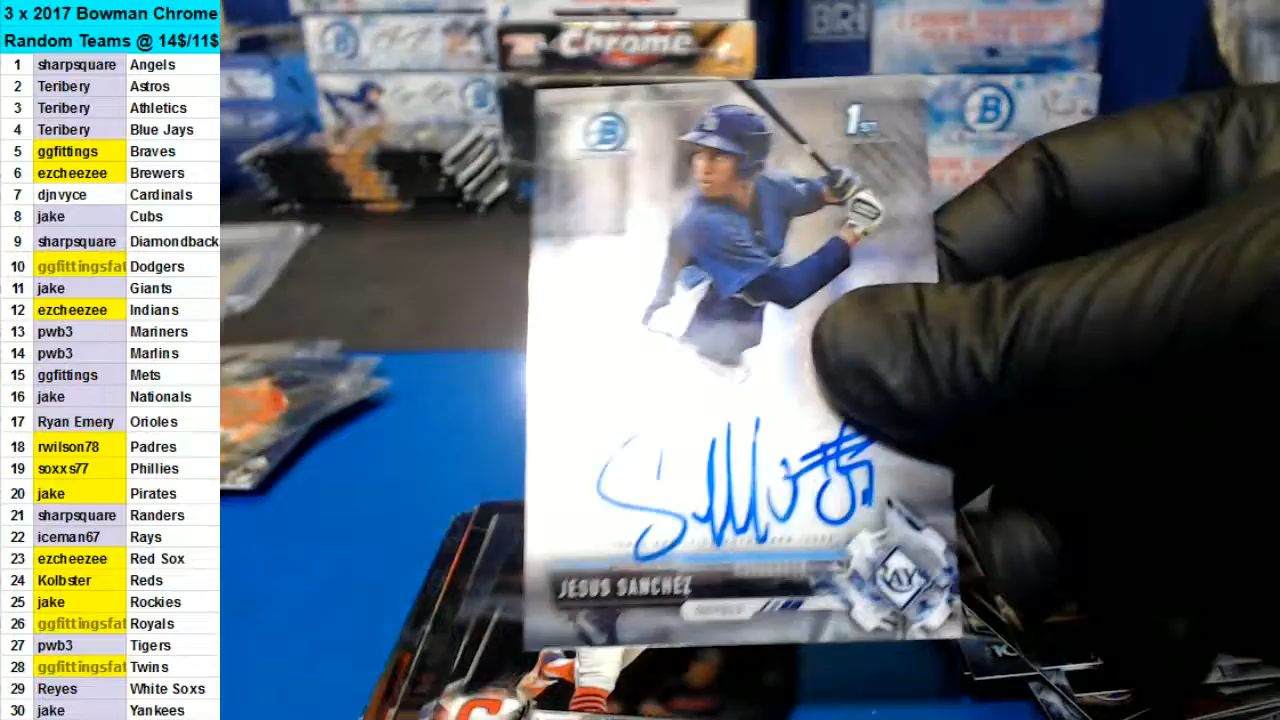 3 x 2017 Bowman Chrome
Random Teams @ 14$/11$
1 sharpsquare Angels
2 Teribery Astros
3 Teribery Athletics
4 Teribery Blue Jays
5 ggfittings Braves
6 ezcheezee Brewers
7 djnvyce Cardinals
8 jake Cubs
9 sharpsquare Diamondback
10 ggfittingsfat Dodgers
11 jake Giants
12 ezcheezee Indians
13 pwb3 Mariners
14 pwb3 Marlins
15 ggfittings Mets
16 jake Nationals
17 Ryan Emery Orioles
18 rwilson78 Padres
19 soxxs77 Phillies
20 jake Pirates
21 sharpsquare Randers
22 iceman67 Rays
23 ezcheezee Red Sox
24 Kolbster Reds
25 jake Rockies
26 ggfittingsfat Royals
27 pwb3 Tigers
28 ggfittingsfat Twins
29 Reyes White Soxs
30 jake Yankees
Chrome
BRI
B
1ST
B
JESUS SANCHEZ
RAYS